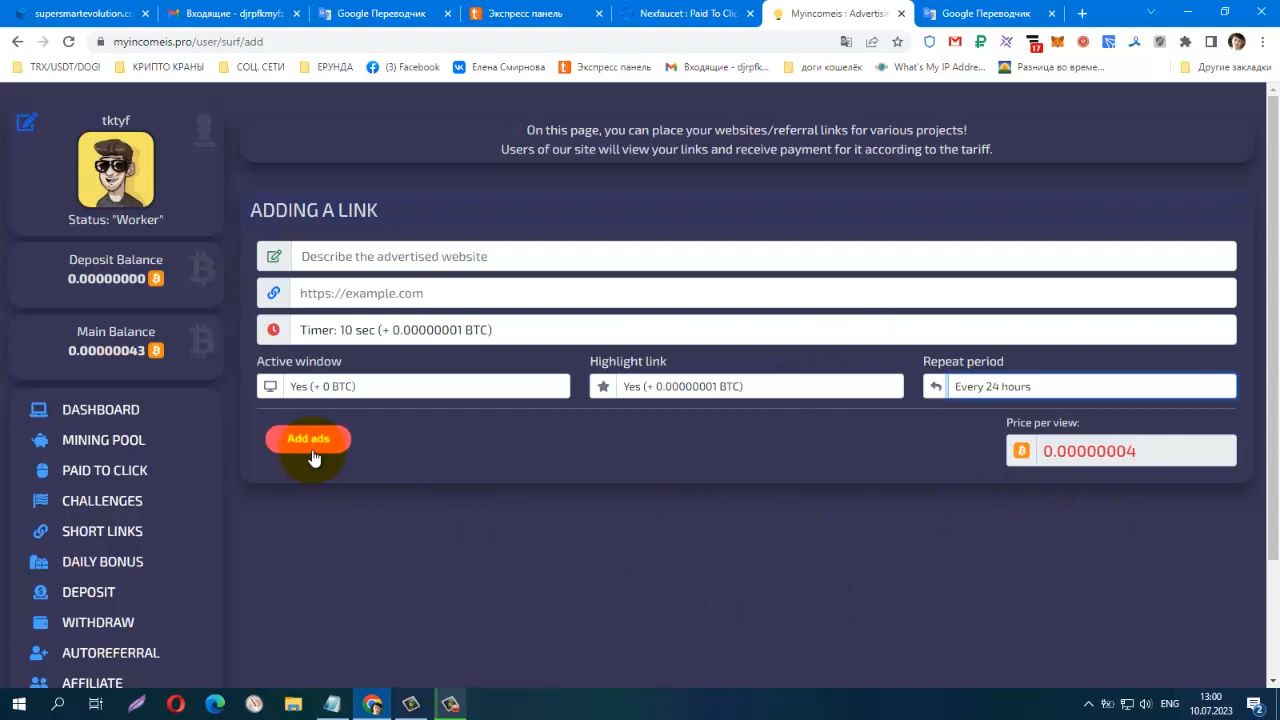 supersmartevolution.co
Входящие - djrpfkmyfz
Google Переводчик
Экспресс панель
Nexfaucet : Paid To Clic
Myincomeis : Advertisin
Google Переводчик
myincomeis.pro/user/surf/add
17
TRX/USDT/DOGI
КРИПТО КРАНЫ
СОЦ. СЕТИ
ЕРУНДА
(3) Facebook
Елена Смирнова
Экспресс панель
Входящие - djrpfk...
доги кошелёк
What's My IP Addre...
Разница во време...
Другие закладки
tktyf
Status: "Worker"
Deposit Balance
0.00000000
Main Balance
0.00000043
DASHBOARD
MINING POOL
PAID TO CLICK
CHALLENGES
SHORT LINKS
DAILY BONUS
DEPOSIT
WITHDRAW
AUTOREFERRAL
AFFILIATE
On this page, you can place your websites/referral links for various projects!
Users of our site will view your links and receive payment for it according to the tariff.
ADDING A LINK
Describe the advertised website
https://example.com
Timer: 10 sec (+ 0.00000001 BTC)
Active window
Highlight link
Repeat period
Yes (+ 0 BTC)
Yes (+ 0.00000001 BTC)
Every 24 hours
Add ads
Price per view:
0.00000004
ENG
13:00
10.07.2023
2